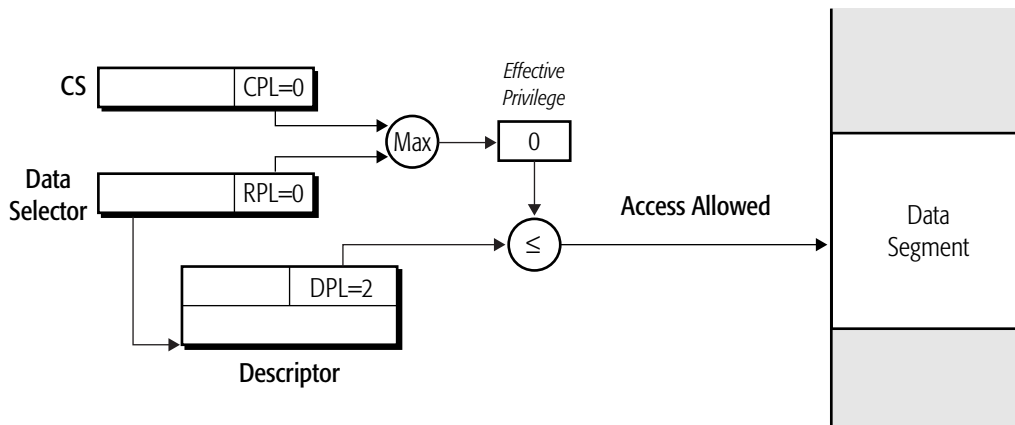 CS
CPL=0
Effective
Privilege
Max
0
Data
Selector
RPL=0
Access Allowed
≤
Data
Segment
DPL=2
Descriptor